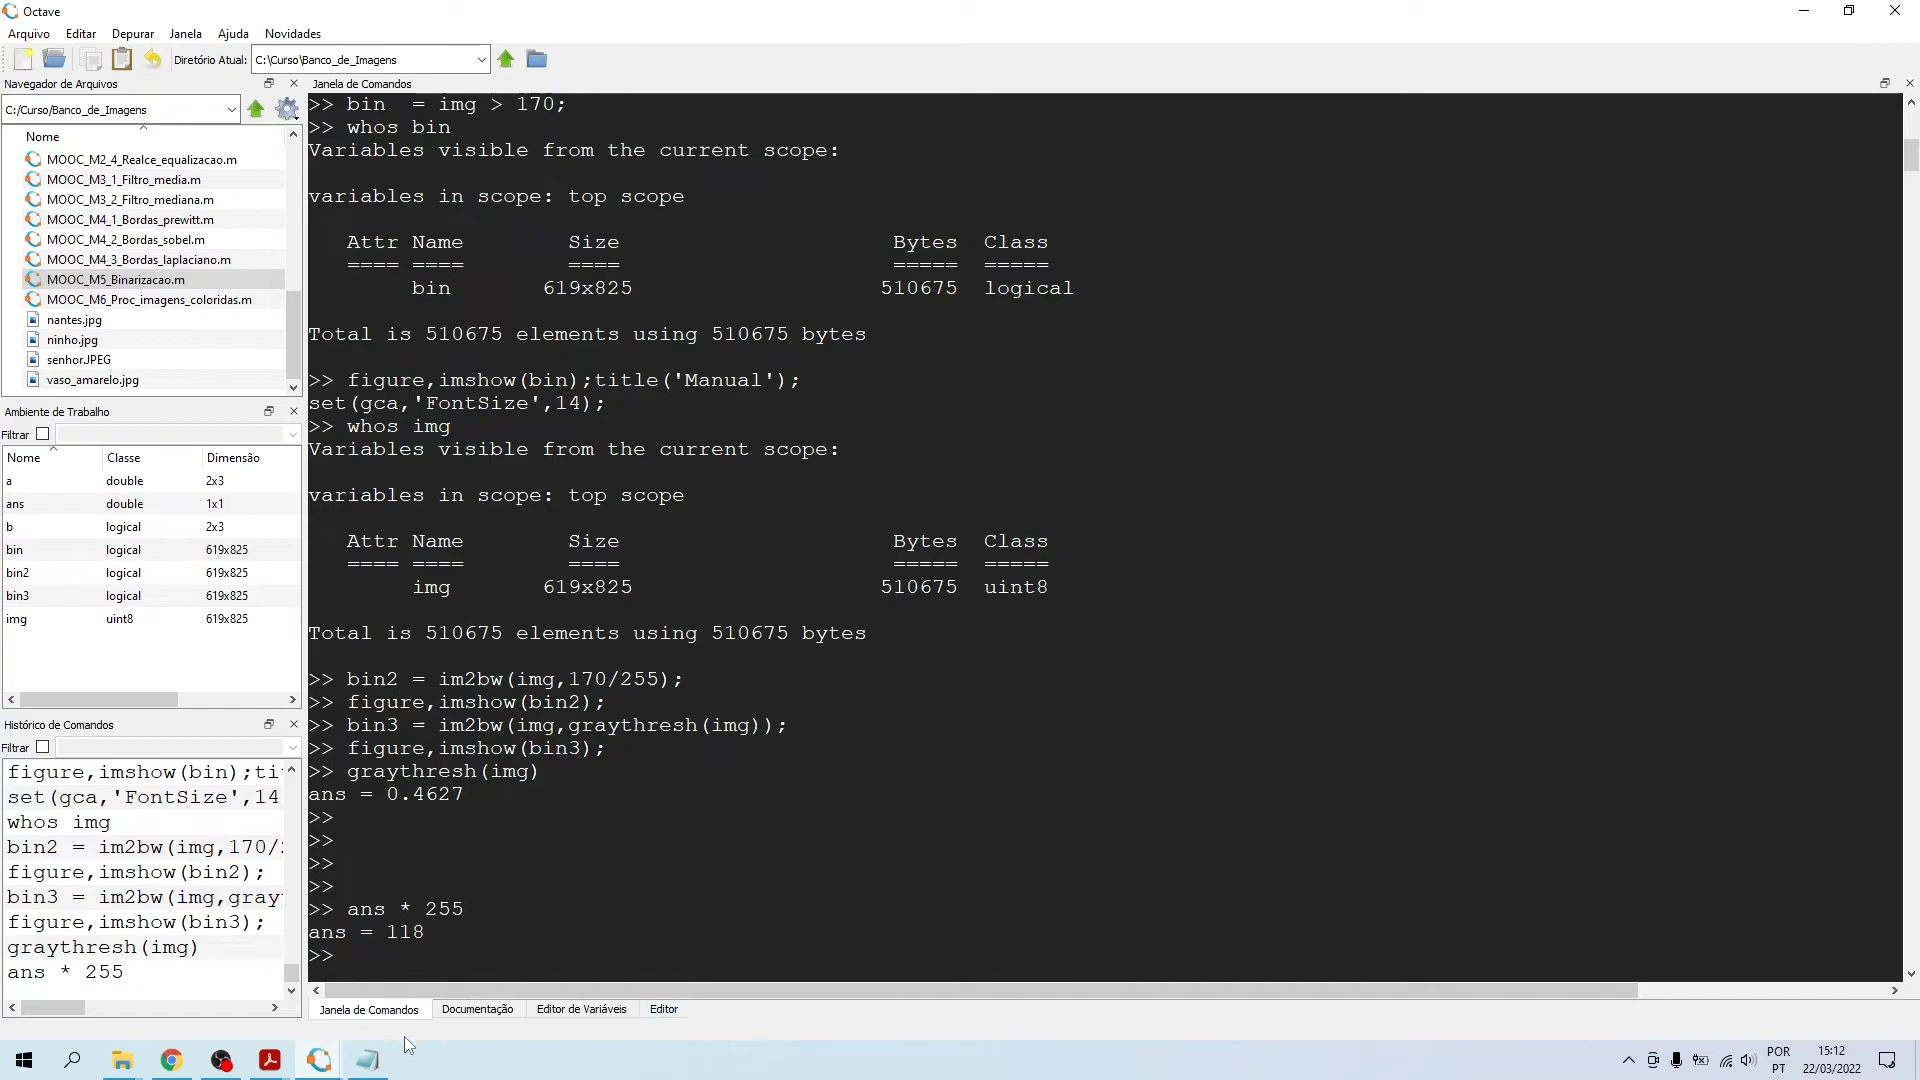 Octave
Arquivo Editar Depurar Janela Ajuda Novidades
Diretório Atual: C:\Curso\Banco_de_Imagens
Navegador de Arquivos
C:/Curso/Banco_de_Imagens
Nome
MOOC_M2_4_Realce_equalizacao.m
MOOC_M3_1_Filtro_media.m
MOOC_M3_2_Filtro_mediana.m
MOOC_M4_1_Bordas_prewitt.m
MOOC_M4_2_Bordas_sobel.m
MOOC_M4_3_Bordas_laplaciano.m
MOOC_M5_Binarizacao.m
MOOC_M6_Proc_imagens_coloridas.m
nantes.jpg
ninho.jpg
senhor.JPEG
vaso_amarelo.jpg
Ambiente de Trabalho
Filtrar
Nome Classe Dimensão
a double 2x3
ans double 1x1
b logical 2x3
bin logical 619x825
bin2 logical 619x825
bin3 logical 619x825
img uint8 619x825
Histórico de Comandos
Filtrar
figure,imshow(bin);ti
set(gca,'FontSize',14
whos img
bin2 = im2bw(img,170/
figure,imshow(bin2);
bin3 = im2bw(img,gray
figure,imshow(bin3);
graythresh(img)
ans * 255
Janela de Comandos
>> bin  = img > 170;
>> whos bin
Variables visible from the current scope:
variables in scope: top scope
Attr Name Size Bytes Class
==== ==== ==== ===== =====
bin 619x825 510675 logical
Total is 510675 elements using 510675 bytes
>> figure,imshow(bin);title('Manual');
set(gca,'FontSize',14);
>> whos img
Variables visible from the current scope:
variables in scope: top scope
Attr Name Size Bytes Class
==== ==== ==== ===== =====
img 619x825 510675 uint8
Total is 510675 elements using 510675 bytes
>> bin2 = im2bw(img,170/255);
>> figure,imshow(bin2);
>> bin3 = im2bw(img,graythresh(img));
>> figure,imshow(bin3);
>> graythresh(img)
ans = 0.4627
>>
>>
>>
>>
>> ans * 255
ans = 118
>>
Janela de Comandos Documentação Editor de Variáveis Editor
POR
PT
15:12
22/03/2022